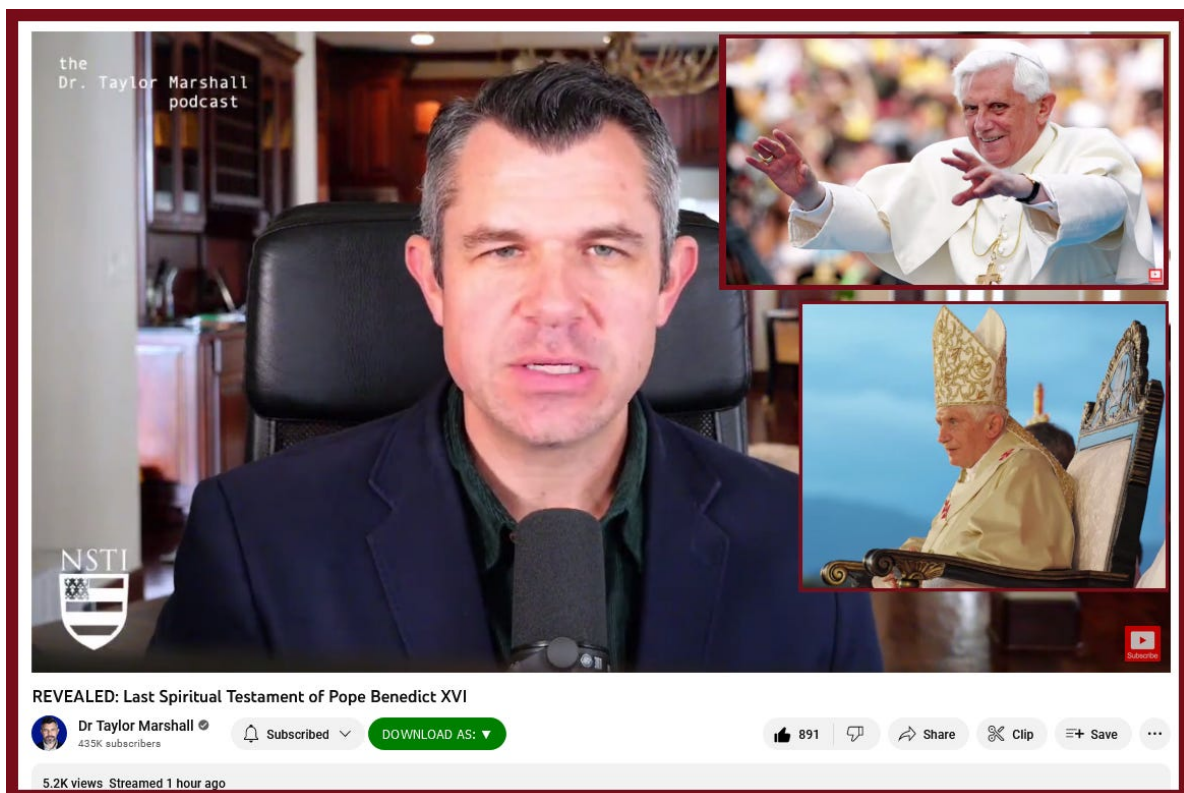 the
Dr. Taylor Marshall
podcast
NSTI
Subscribe
REVEALED: Last Spiritual Testament of Pope Benedict XVI
Dr Taylor Marshall
435K subscribers
Subscribed
DOWNLOAD AS: ▼
891
Share
Clip
Save
5.2K views Streamed 1 hour ago